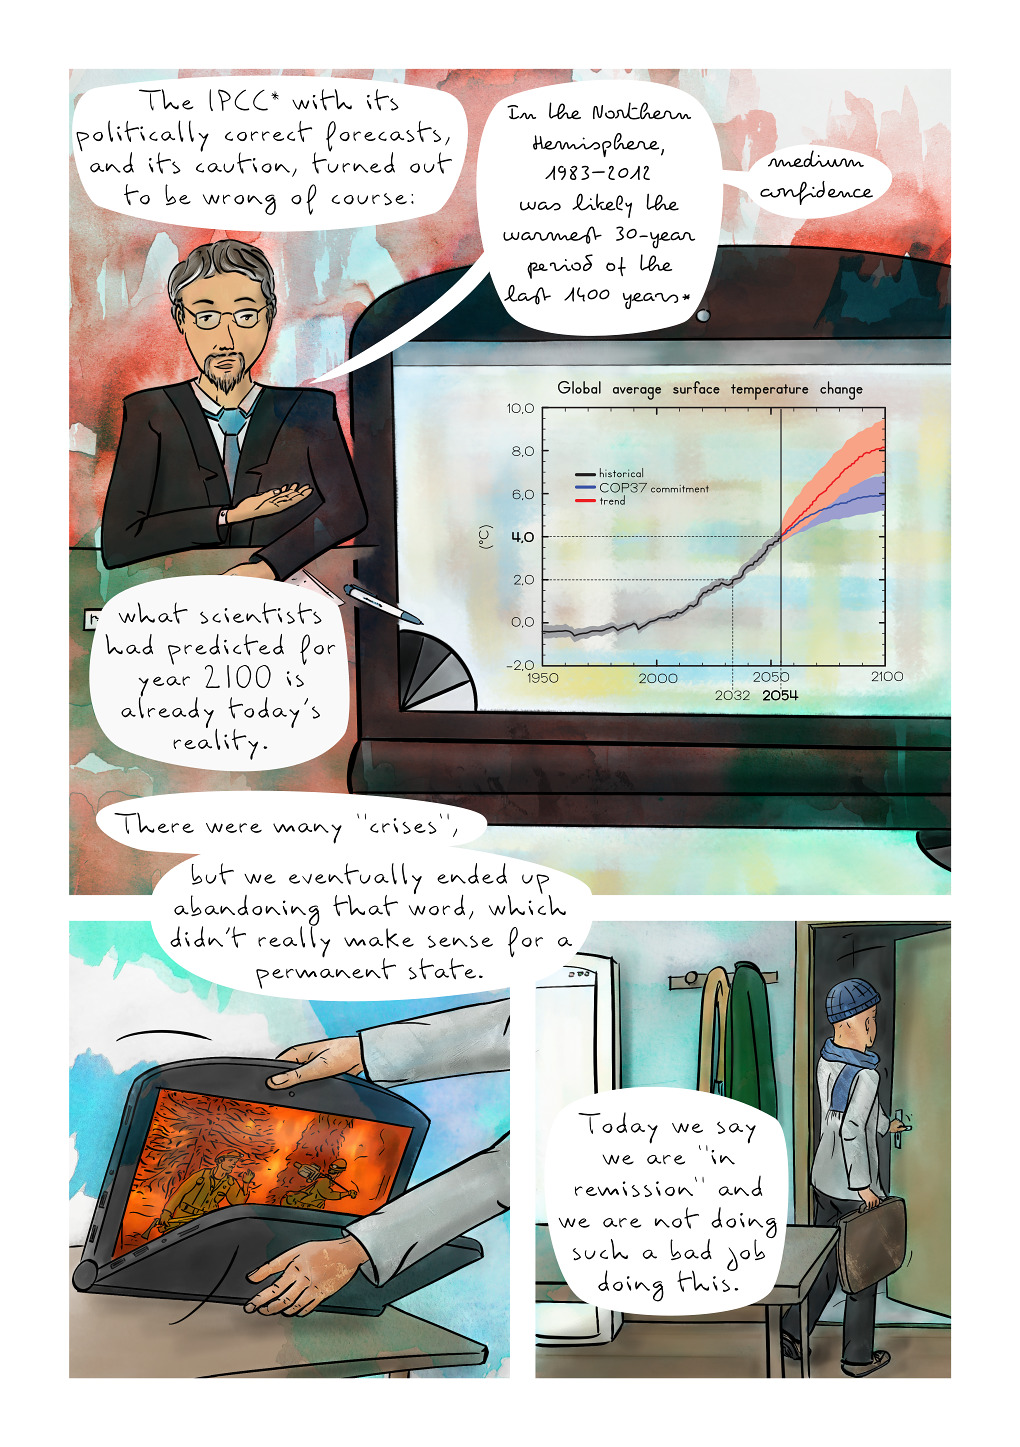 The IPCC* with its
politically correct forecasts,
and its caution, turned out
to be wrong of course:
In the Northern
Hemisphere,
1983–2012
was likely the
warmest 30-year
period of the
last 1400 years*
medium
confidence
Global average surface temperature change
10,0
8,0
6,0
4,0
2,0
0,0
-2,0
(°C)
historical
COP37 commitment
trend
1950
2000
2050
2100
2032
2054
what scientists
had predicted for
year 2100 is
already today's
reality.
There were many "crises",
but we eventually ended up
abandoning that word, which
didn't really make sense for a
permanent state.
Today we say
we are "in
remission" and
we are not doing
such a bad job
doing this.